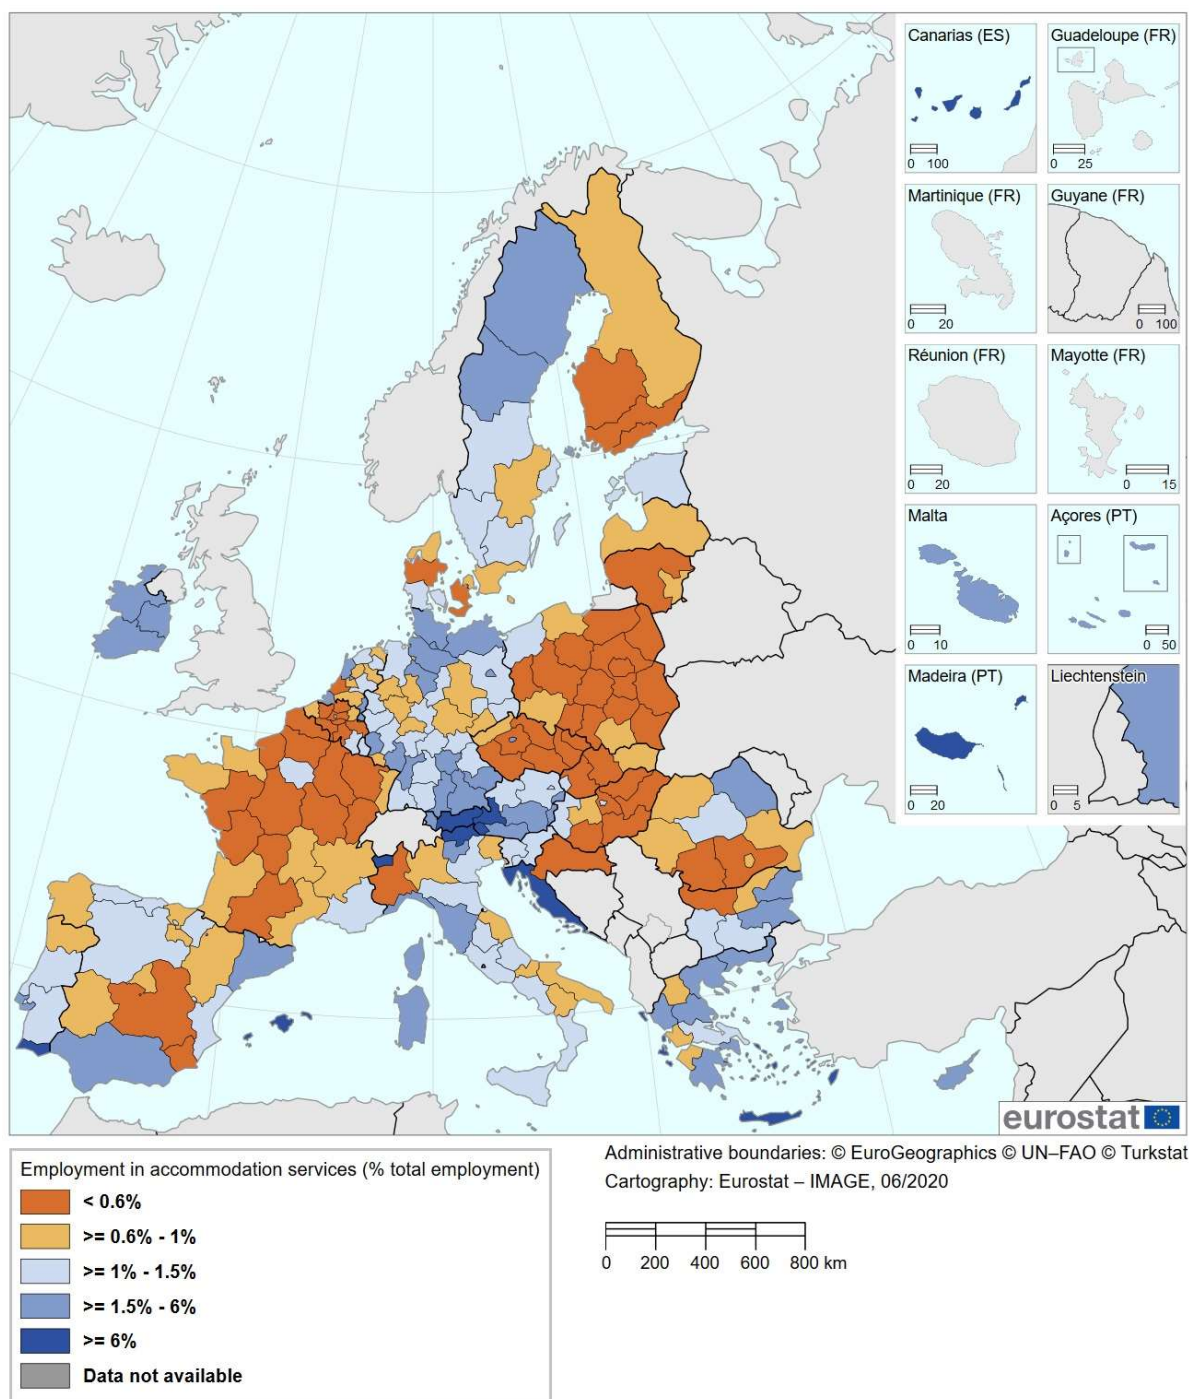 Canarias (ES)
0 100
Guadeloupe (FR)
0 25
Martinique (FR)
0 20
Guyane (FR)
0 100
Réunion (FR)
0 20
Mayotte (FR)
0 15
Malta
0 10
Açores (PT)
0 50
Madeira (PT)
0 20
Liechtenstein
0 5
eurostat
Administrative boundaries: © EuroGeographics © UN–FAO © Turkstat
Cartography: Eurostat – IMAGE, 06/2020
0 200 400 600 800 km
Employment in accommodation services (% total employment)
< 0.6%
>= 0.6% - 1%
>= 1% - 1.5%
>= 1.5% - 6%
>= 6%
Data not available